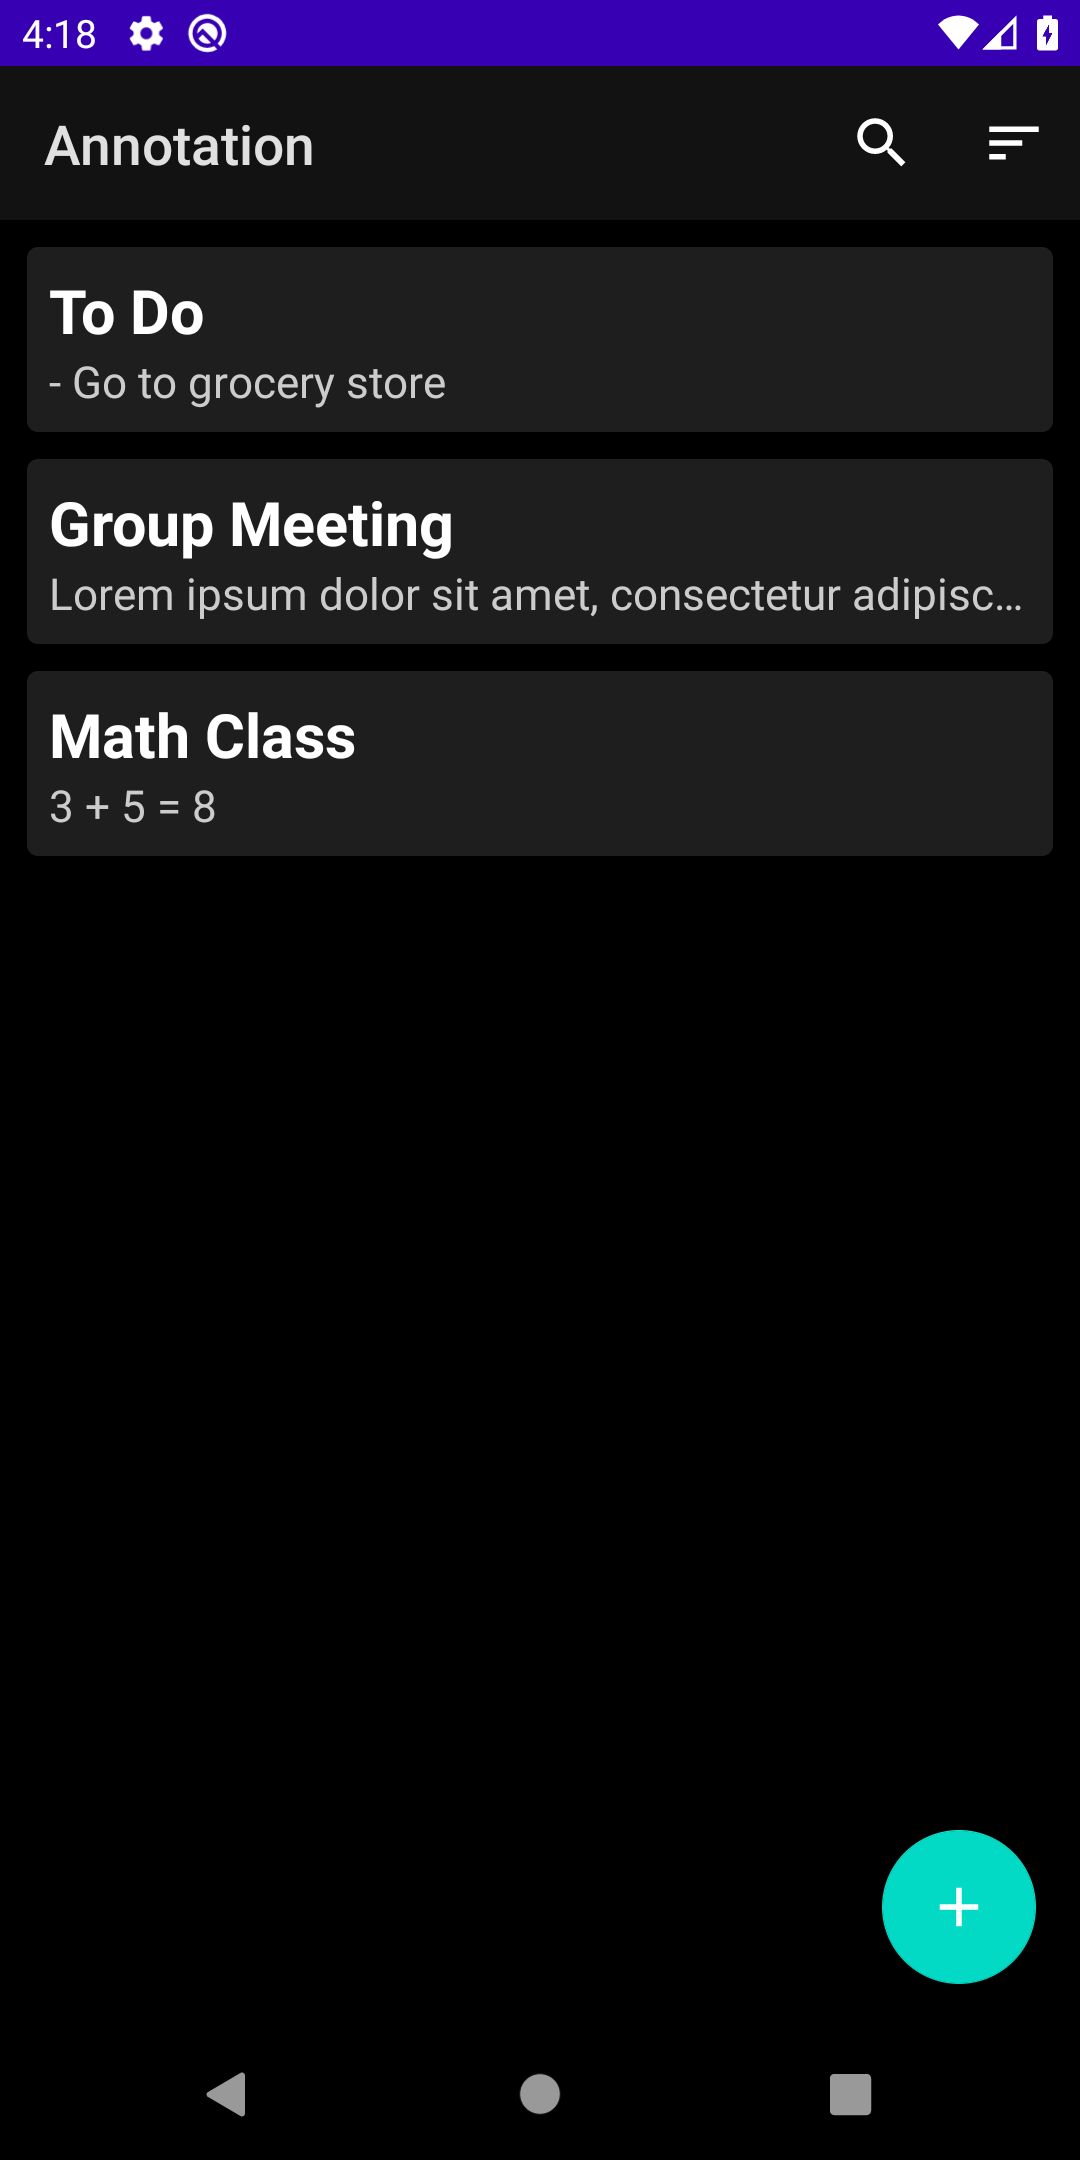 4:18
Annotation
To Do
- Go to grocery store
Group Meeting
Lorem ipsum dolor sit amet, consectetur adipisc...
Math Class
3 + 5 = 8